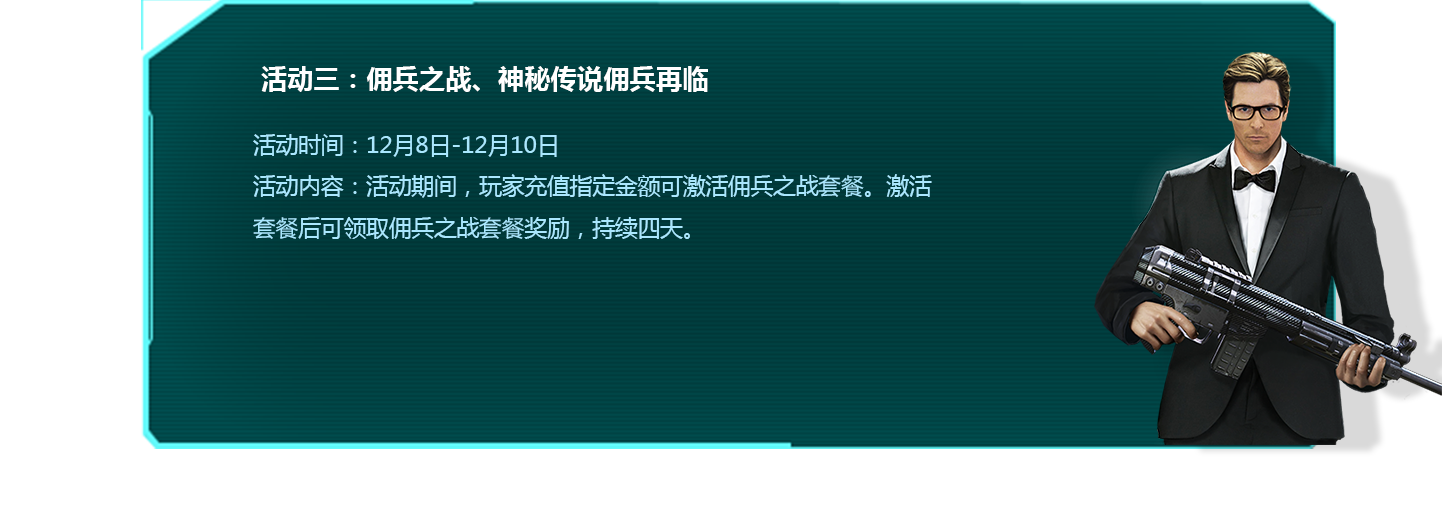 活动三：佣兵之战、神秘传说佣兵再临
活动时间：12月8日-12月10日
活动内容：活动期间，玩家充值指定金额可激活佣兵之战套餐。激活
套餐后可领取佣兵之战套餐奖励，持续四天。